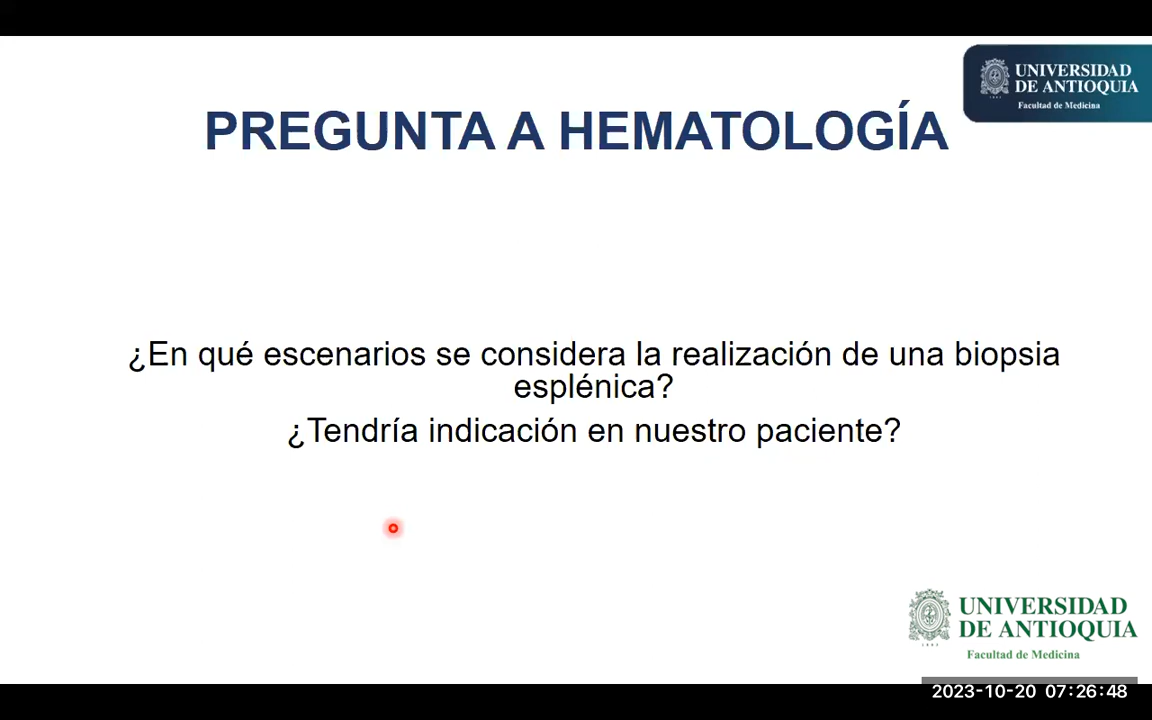 UNIVERSIDAD
DE ANTIOQUIA
Facultad de Medicina
PREGUNTA A HEMATOLOGÍA
¿En qué escenarios se considera la realización de una biopsia
esplénica?
¿Tendría indicación en nuestro paciente?
UNIVERSIDAD
DE ANTIOQUIA
Facultad de Medicina
2023-10-20 07:26:48